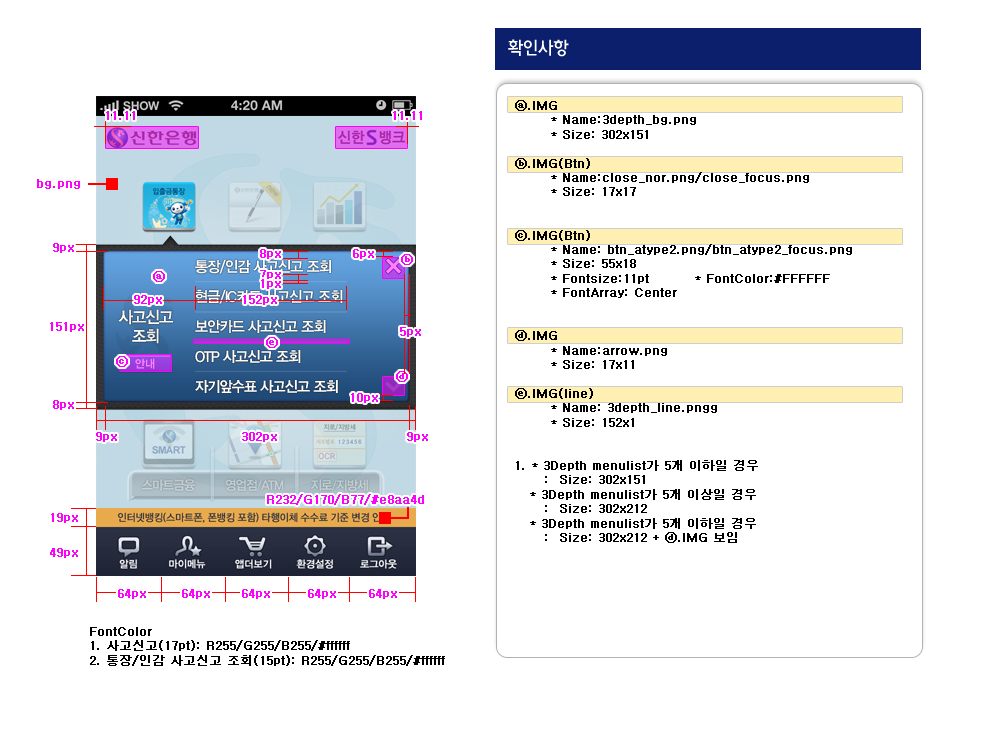 확인사항
ⓐ.IMG
* Name:3depth_bg.png
* Size: 302x151
ⓑ.IMG(Btn)
* Name:close_nor.png/close_focus.png
* Size: 17x17
ⓒ.IMG(Btn)
* Name: btn_atype2.png/btn_atype2_focus.png
* Size: 55x18
* Fontsize:11pt * FontColor:#FFFFFF
* FontArray: Center
ⓓ.IMG
* Name:arrow.png
* Size: 17x11
ⓔ.IMG(line)
* Name: 3depth_line.pngg
* Size: 152x1
1. * 3Depth menulist가 5개 이하일 경우
: Size: 302x151
* 3Depth menulist가 5개 이상일 경우
: Size: 302x212
* 3Depth menulist가 5개 이하일 경우
: Size: 302x212 + ⓓ.IMG 보임
SHOW 4:20 AM
11.11 11.11
신한은행 신한S뱅크
bg.png
입출금통장
9px
8px 6px
통장/인감 사고신고 조회 ⓑ
ⓐ 7px
1px
92px 152px
현금/IC카드 사고신고 조회
151px 사고신고 조회
보안카드 사고신고 조회 5px
ⓔ
OTP 사고신고 조회
ⓒ 안내
자기앞수표 사고신고 조회 ⓓ
8px 10px
9px 302px 9px
지로/지방세
123456
SMART OCR
스마트금융 영업점/ATM 지로/지방세
R232/G170/B77/#e8aa4d
19px 인터넷뱅킹(스마트폰, 폰뱅킹 포함) 타행이체 수수료 기준 변경 안
49px
알림 마이메뉴 앱더보기 환경설정 로그아웃
64px 64px 64px 64px 64px
FontColor
1. 사고신고(17pt): R255/G255/B255/#ffffff
2. 통장/인감 사고신고 조회(15pt): R255/G255/B255/#ffffff